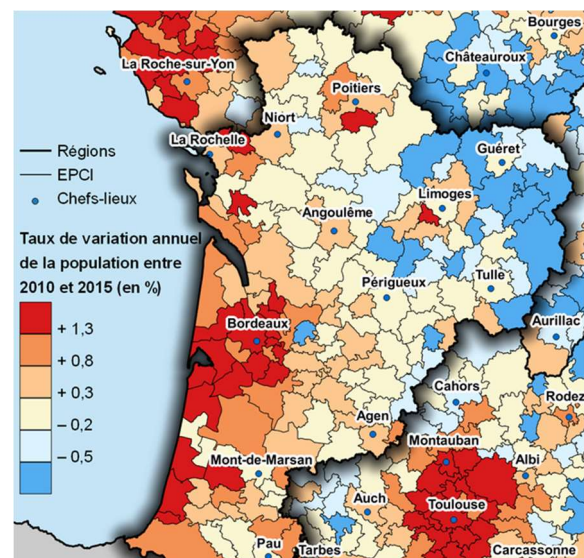 Bourges
Châteauroux
La Roche-sur-Yon
Poitiers
Niort
La Rochelle
Guéret
Régions
EPCI
Chefs-lieux
Limoges
Angoulême
Taux de variation annuel
de la population entre
2010 et 2015 (en %)
+ 1,3
+ 0,8
+ 0,3
– 0,2
– 0,5
Périgueux
Tulle
Bordeaux
Aurillac
Cahors
Rodez
Agen
Montauban
Mont-de-Marsan
Albi
Auch
Toulouse
Pau
Tarbes
Carcassonn